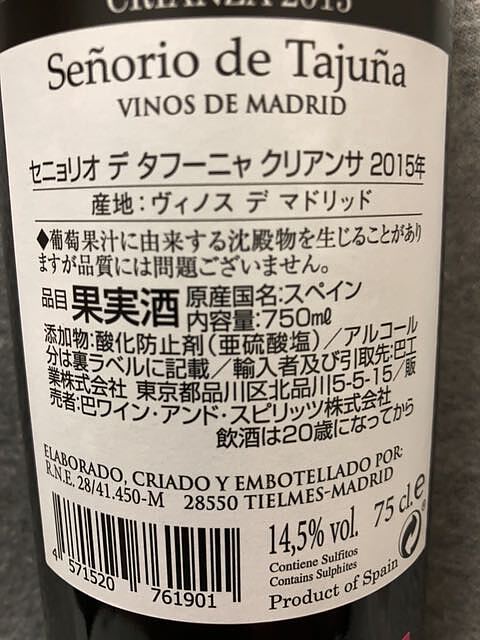 CRIANZA 2015
Señorio de Tajuña
VINOS DE MADRID
セニョリオ デ タフーニャ クリアンサ 2015年
産地：ヴィノス デ マドリッド
◆葡萄果汁に由来する沈殿物を生じることがあり
ますが品質には問題ございません。
品目 果実酒 原産国名：スペイン
内容量：750㎖
添加物：酸化防止剤（亜硫酸塩）／アルコール
分は裏ラベルに記載／輸入者及び引取先：巴工
業株式会社 東京都品川区北品川5-5-15／販
売者：巴ワイン・アンド・スピリッツ株式会社
飲酒は20歳になってから
ELABORADO, CRIADO Y EMBOTELLADO POR:
R.N.E. 28/41.450-M 28550 TIELMES-MADRID
14,5% vol. 75 cl. e
Contiene Sulfitos
Contains Sulphites
Product of Spain
4 571520 761901